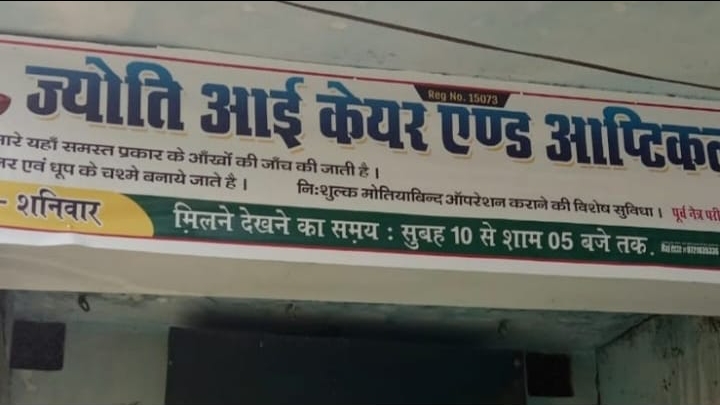 Reg No. 15073
ज्योति आई केयर एण्ड आप्टिकल
यहाँ समस्त प्रकार के आँखों की जाँच की जाती है ।
एवं धूप के चश्मे बनाये जाते है ।
निःशुल्क मोतियाबिन्द ऑपरेशन कराने की विशेष सुविधा ।
पूर्व नेत्र
- शनिवार
मिलने देखने का समय : सुबह 10 से शाम 05 बजे तक.